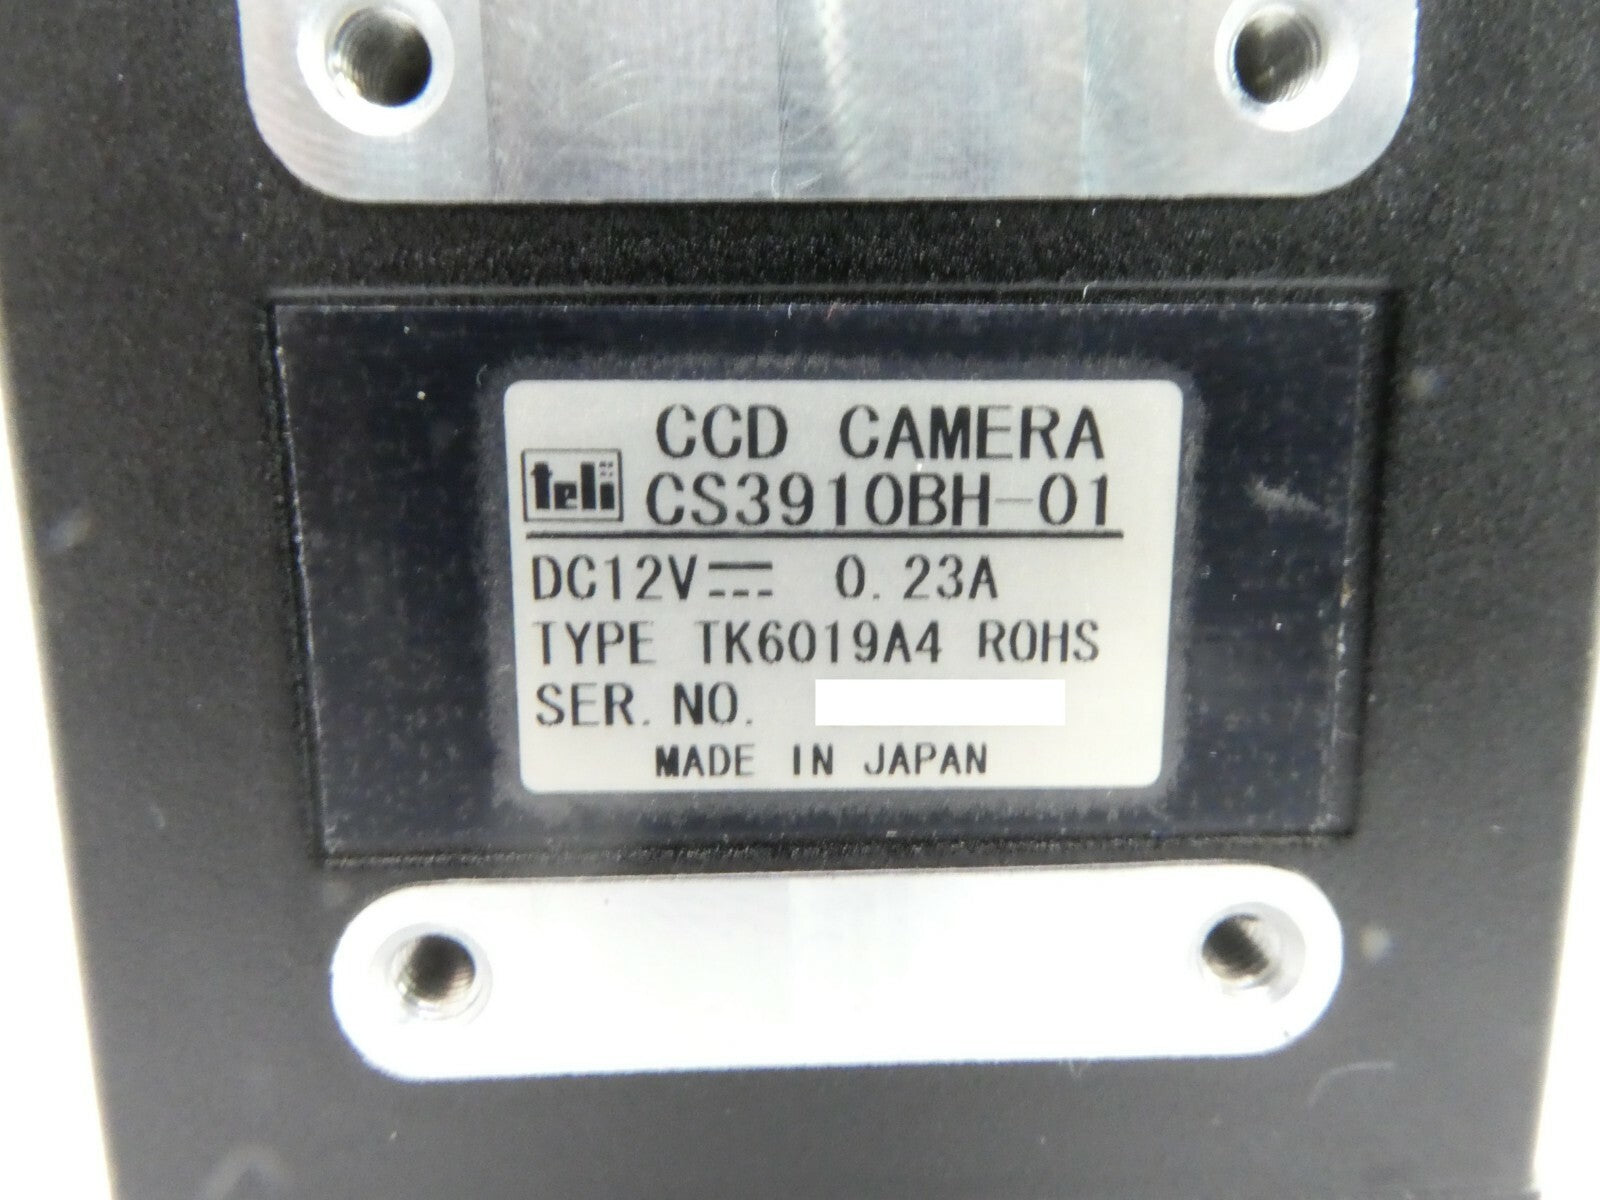 CCD CAMERA
teli CS3910BH-01
DC12V⎓ 0.23A
TYPE TK6019A4 ROHS
SER. NO.
MADE IN JAPAN